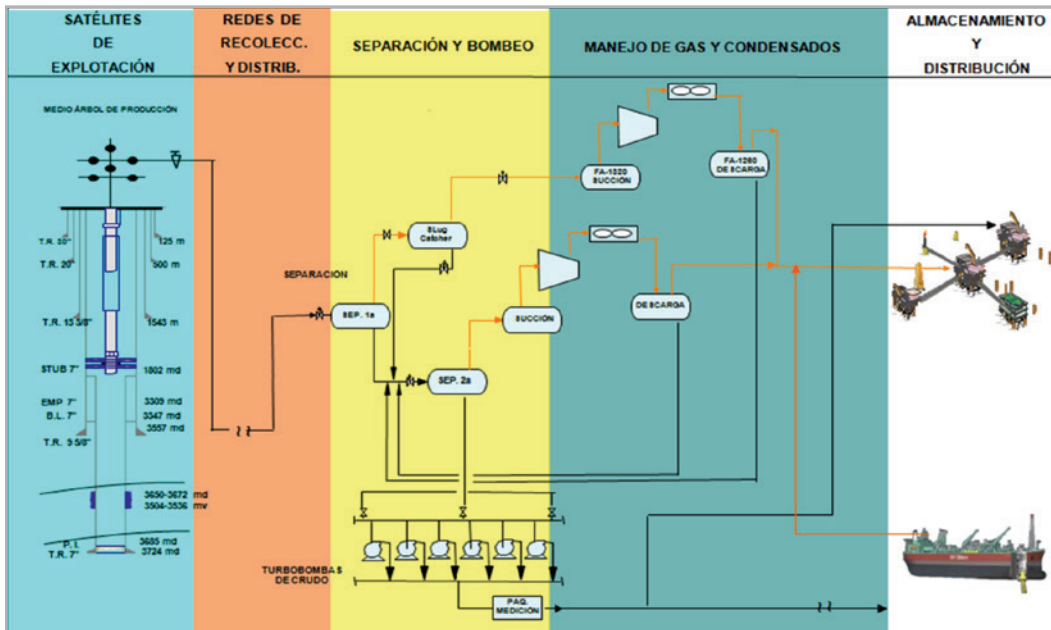 SATÉLITES
DE
EXPLOTACIÓN
REDES DE
RECOLECC.
Y DISTRIB.
SEPARACIÓN Y BOMBEO
MANEJO DE GAS Y CONDENSADOS
ALMACENAMIENTO
Y
DISTRIBUCIÓN
MEDIO ÁRBOL DE PRODUCCIÓN
T.R. 30"
125 m
T.R. 20"
500 m
T.R. 13 5/8"
1543 m
STUB 7"
1802 md
EMP 7"
3309 md
B.L. 7"
3347 md
3557 md
T.R. 9 5/8"
3650-3672 md
3504-3536 mv
P.I.
3685 md
T.R. 7"
3724 md
SEPARACIÓN
SEP. 1a
SLug
Catcher
SEP. 2a
SUCCIÓN
FA-1320
SUCCIÓN
FA-1260
DESCARGA
DESCARGA
TURBOBOMBAS
DE CRUDO
PAQ.
MEDICIÓN